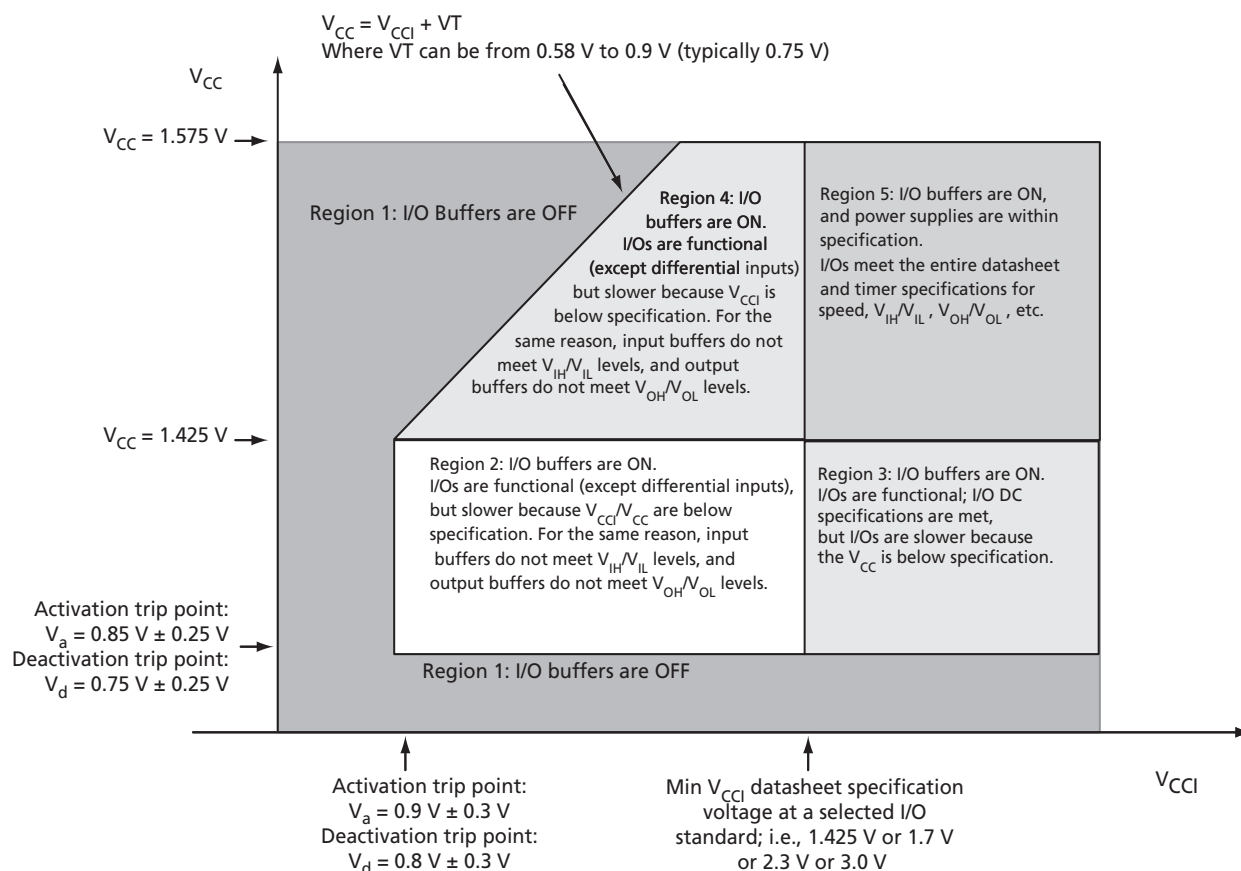 V_CC = V_CCI + VT
Where VT can be from 0.58 V to 0.9 V (typically 0.75 V)
V_CC
V_CC = 1.575 V
Region 1: I/O Buffers are OFF
Region 4: I/O
buffers are ON.
I/Os are functional
(except differential inputs)
but slower because V_CCI is
below specification. For the
same reason, input buffers do not
meet V_IH/V_IL levels, and output
buffers do not meet V_OH/V_OL levels.
Region 5: I/O buffers are ON,
and power supplies are within
specification.
I/Os meet the entire datasheet
and timer specifications for
speed, V_IH/V_IL , V_OH/V_OL , etc.
V_CC = 1.425 V
Region 2: I/O buffers are ON.
I/Os are functional (except differential inputs),
but slower because V_CCI/V_CC are below
specification. For the same reason, input
buffers do not meet V_IH/V_IL levels, and
output buffers do not meet V_OH/V_OL levels.
Region 3: I/O buffers are ON.
I/Os are functional; I/O DC
specifications are met,
but I/Os are slower because
the V_CC is below specification.
Activation trip point:
V_a = 0.85 V ± 0.25 V
Deactivation trip point:
V_d = 0.75 V ± 0.25 V
Region 1: I/O buffers are OFF
Activation trip point:
V_a = 0.9 V ± 0.3 V
Deactivation trip point:
V_d = 0.8 V ± 0.3 V
Min V_CCI datasheet specification
voltage at a selected I/O
standard; i.e., 1.425 V or 1.7 V
or 2.3 V or 3.0 V
V_CCI